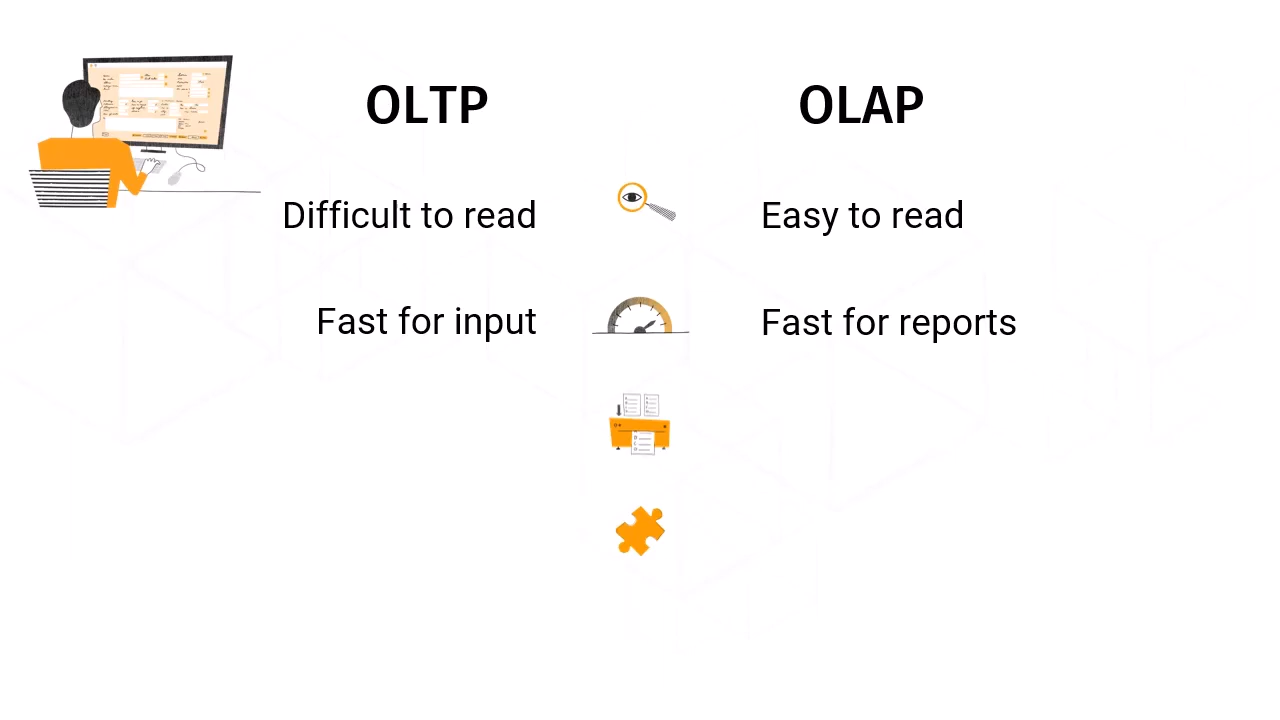 OLTP OLAP
Difficult to read Easy to read
Fast for input Fast for reports